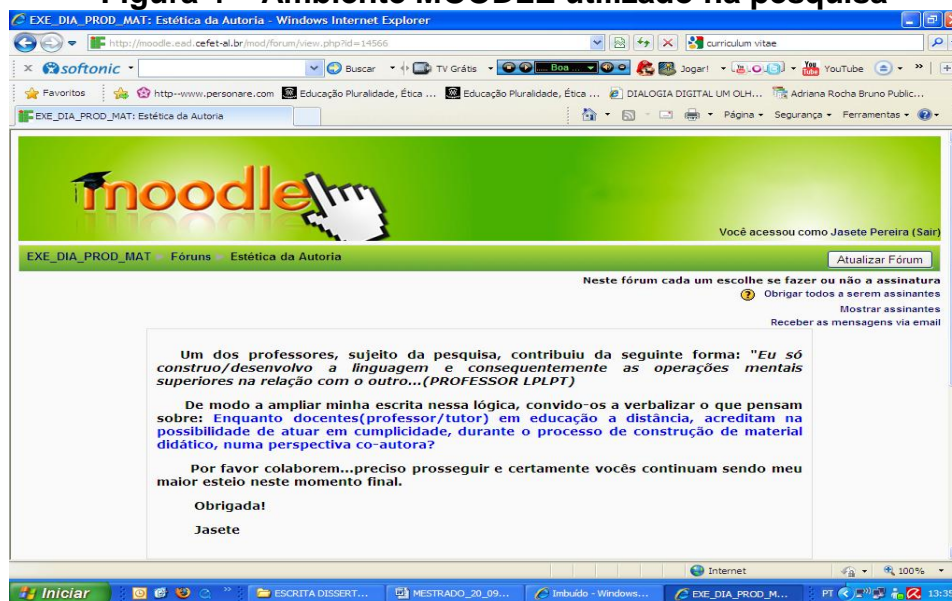 Figura 4 – Ambiente MOODLE utilizado na pesquisa
EXE_DIA_PROD_MAT: Estética da Autoria - Windows Internet Explorer
http://moodle.ead.cefet-al.br/mod/forum/view.php?id=14566
curriculum vitae
softonic
Buscar
TV Grátis
Boa ...
Jogar!
YouTube
Favoritos
http--www.personare.com
Educação Pluralidade, Ética ...
Educação Pluralidade, Ética ...
DIALOGIA DIGITAL UM OLH...
Adriana Rocha Bruno Public...
EXE_DIA_PROD_MAT: Estética da Autoria
Página
Segurança
Ferramentas
moodle
Você acessou como Jasete Pereira (Sair)
EXE_DIA_PROD_MAT
Fóruns
Estética da Autoria
Atualizar Fórum
Neste fórum cada um escolhe se fazer ou não a assinatura
Obrigar todos a serem assinantes
Mostrar assinantes
Receber as mensagens via email
Um dos professores, sujeito da pesquisa, contribuiu da seguinte forma: "Eu só
construo/desenvolvo a linguagem e consequentemente as operações mentais
superiores na relação com o outro...(PROFESSOR LPLPT)
De modo a ampliar minha escrita nessa lógica, convido-os a verbalizar o que pensam
sobre: Enquanto docentes(professor/tutor) em educação a distância, acreditam na
possibilidade de atuar em cumplicidade, durante o processo de construção de material
didático, numa perspectiva co-autora?
Por favor colaborem...preciso prosseguir e certamente vocês continuam sendo meu
maior esteio neste momento final.
Obrigada!
Jasete
Internet
100%
Iniciar
ESCRITA DISSERT...
MESTRADO_20_09...
Imbuído - Windows...
EXE_DIA_PROD_M...
PT